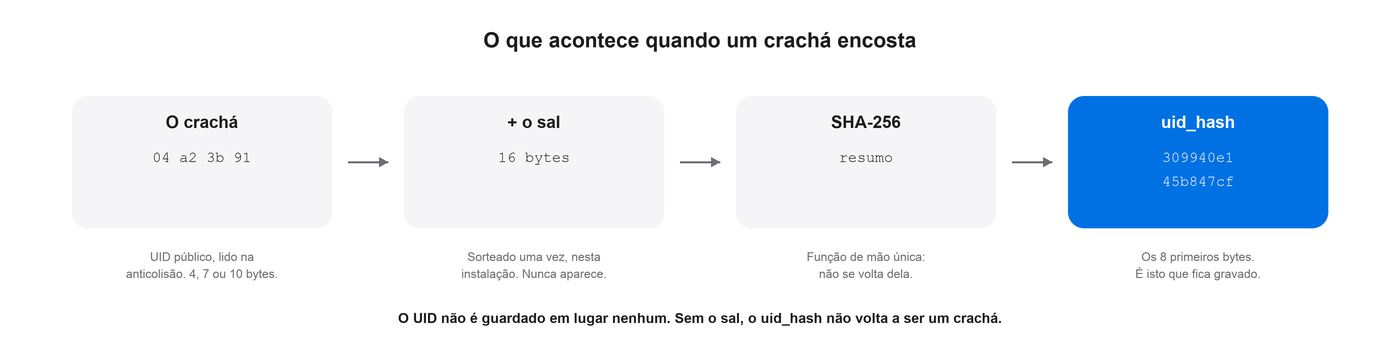 O que acontece quando um crachá encosta
O crachá
04 a2 3b 91
UID público, lido na
anticolisão. 4, 7 ou 10 bytes.
+ o sal
16 bytes
Sorteado uma vez, nesta
instalação. Nunca aparece.
SHA-256
resumo
Função de mão única:
não se volta dela.
uid_hash
309940e1
45b847cf
Os 8 primeiros bytes.
É isto que fica gravado.
O UID não é guardado em lugar nenhum. Sem o sal, o uid_hash não volta a ser um crachá.